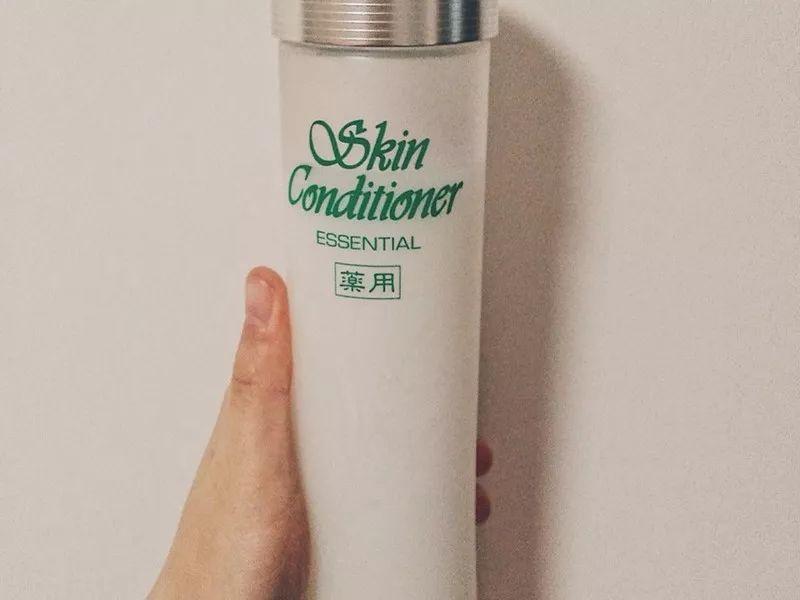 Skin
Conditioner
ESSENTIAL
薬用